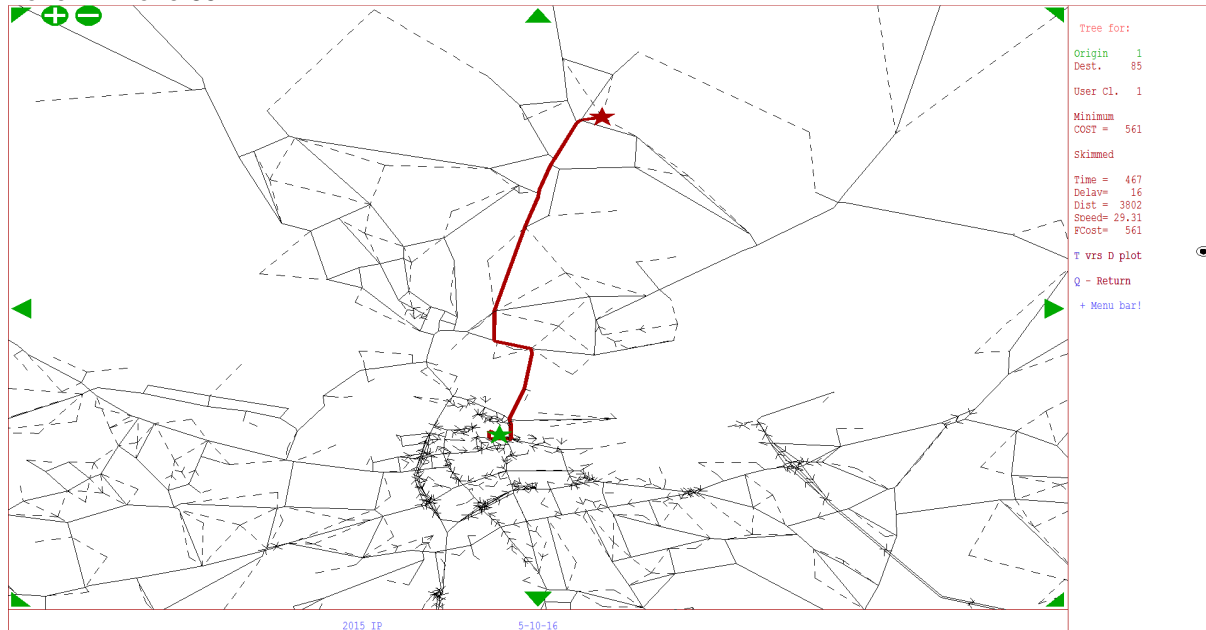 Tree for:
Origin 1
Dest. 85
User Cl. 1
Minimum
COST = 561
Skimmed
Time = 467
Delay= 16
Dist = 3802
Speed= 29.31
FCost= 561
T vrs D plot
Q - Return
+ Menu bar!
2015 IP 5-10-16